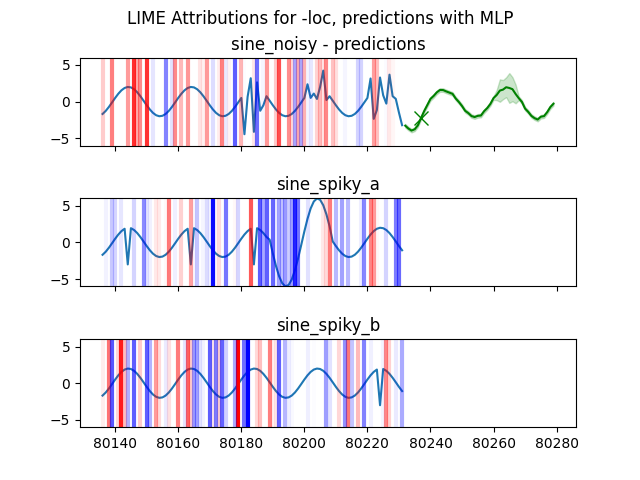 LIME Attributions for -loc, predictions with MLP
sine_noisy - predictions
5
0
−5
sine_spiky_a
5
0
−5
sine_spiky_b
5
0
−5
80140 80160 80180 80200 80220 80240 80260 80280